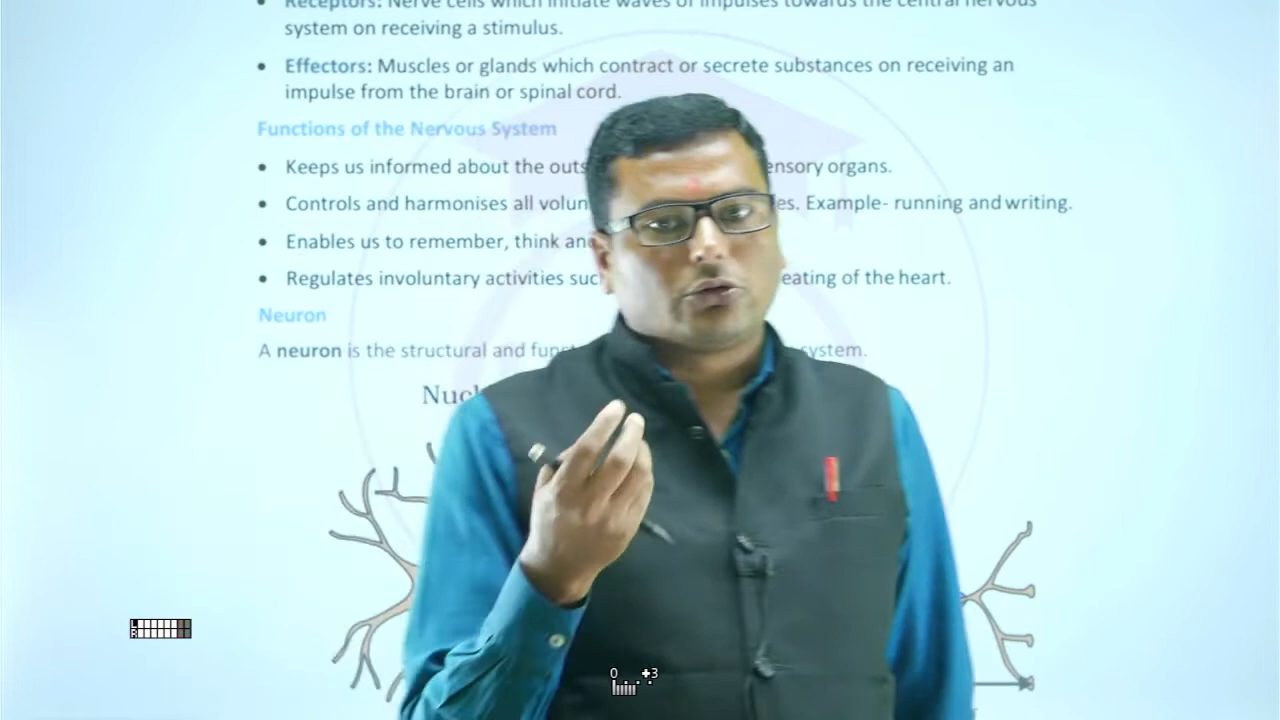 Receptors: Nerve cells which initiate waves of impulses towards the central nervous
system on receiving a stimulus.
Effectors: Muscles or glands which contract or secrete substances on receiving an
impulse from the brain or spinal cord.
Functions of the Nervous System
Keeps us informed about the outs ensory organs.
Controls and harmonises all volun es. Example- running and writing.
Enables us to remember, think and
Regulates involuntary activities suc eating of the heart.
Neuron
A neuron is the structural and func system.
Nucl
L
R
0 +3